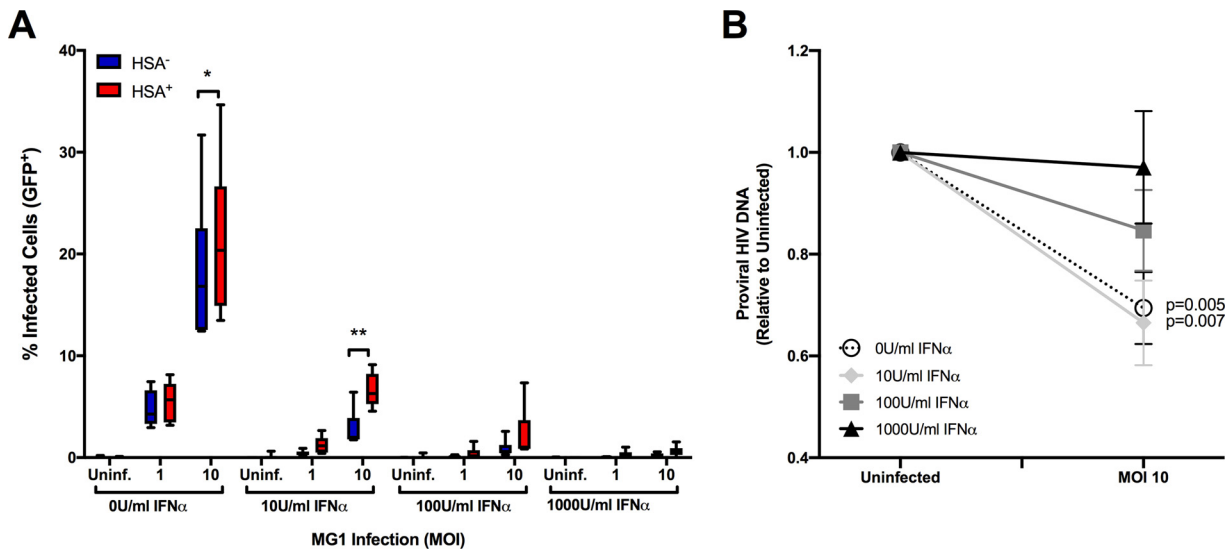 A
40
30
20
10
0
% Infected Cells (GFP⁺)
HSA⁻
HSA⁺
*
**
Uninf. 1 10 Uninf. 1 10 Uninf. 1 10 Uninf. 1 10
0U/ml IFNα 10U/ml IFNα 100U/ml IFNα 1000U/ml IFNα
MG1 Infection (MOI)
B
1.2
1.0
0.8
0.6
0.4
Proviral HIV DNA
(Relative to Uninfected)
p=0.005
p=0.007
0U/ml IFNα
10U/ml IFNα
100U/ml IFNα
1000U/ml IFNα
Uninfected MOI 10